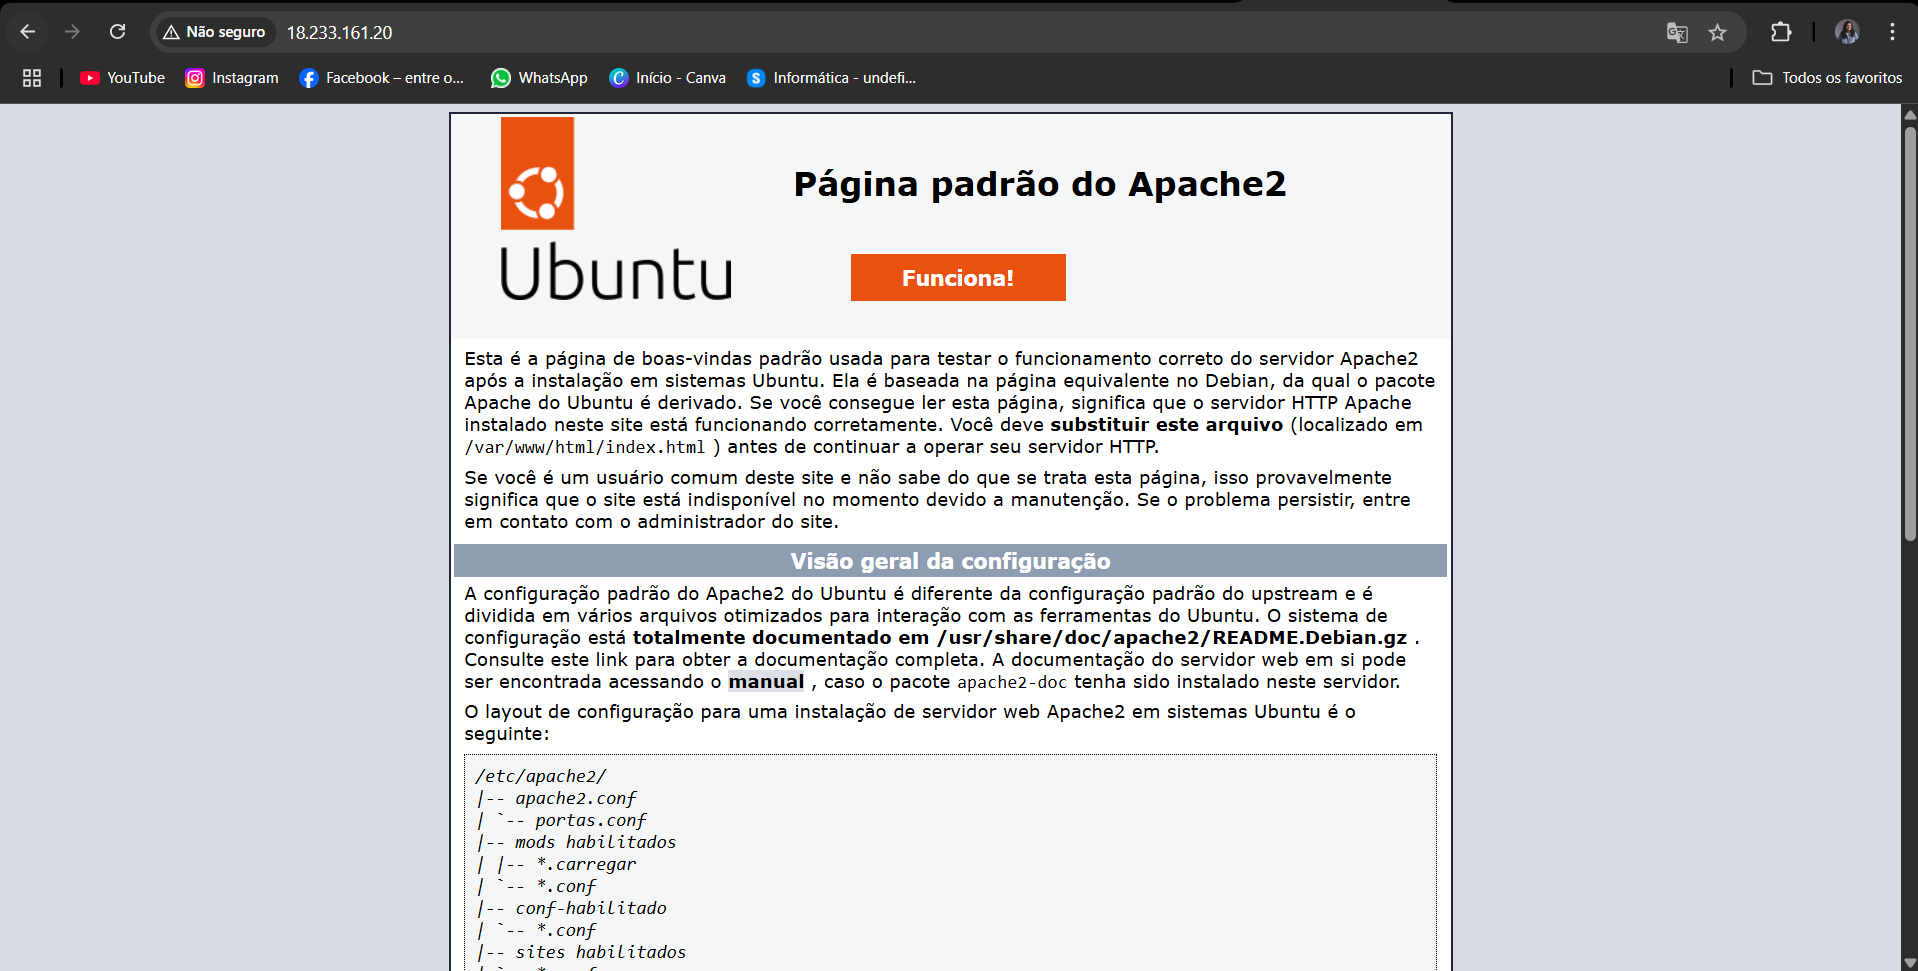 Não seguro
18.233.161.20
YouTube
Instagram
Facebook – entre o...
WhatsApp
Início - Canva
Informática - undefi...
Todos os favoritos
Ubuntu
Página padrão do Apache2
Funciona!
Esta é a página de boas-vindas padrão usada para testar o funcionamento correto do servidor Apache2
após a instalação em sistemas Ubuntu. Ela é baseada na página equivalente no Debian, da qual o pacote
Apache do Ubuntu é derivado. Se você consegue ler esta página, significa que o servidor HTTP Apache
instalado neste site está funcionando corretamente. Você deve substituir este arquivo (localizado em
/var/www/html/index.html ) antes de continuar a operar seu servidor HTTP.
Se você é um usuário comum deste site e não sabe do que se trata esta página, isso provavelmente
significa que o site está indisponível no momento devido a manutenção. Se o problema persistir, entre
em contato com o administrador do site.
Visão geral da configuração
A configuração padrão do Apache2 do Ubuntu é diferente da configuração padrão do upstream e é
dividida em vários arquivos otimizados para interação com as ferramentas do Ubuntu. O sistema de
configuração está totalmente documentado em /usr/share/doc/apache2/README.Debian.gz .
Consulte este link para obter a documentação completa. A documentação do servidor web em si pode
ser encontrada acessando o manual , caso o pacote apache2-doc tenha sido instalado neste servidor.
O layout de configuração para uma instalação de servidor web Apache2 em sistemas Ubuntu é o
seguinte:
/etc/apache2/
|-- apache2.conf
| `-- portas.conf
|-- mods habilitados
| |-- *.carregar
| `-- *.conf
|-- conf-habilitado
| `-- *.conf
|-- sites habilitados